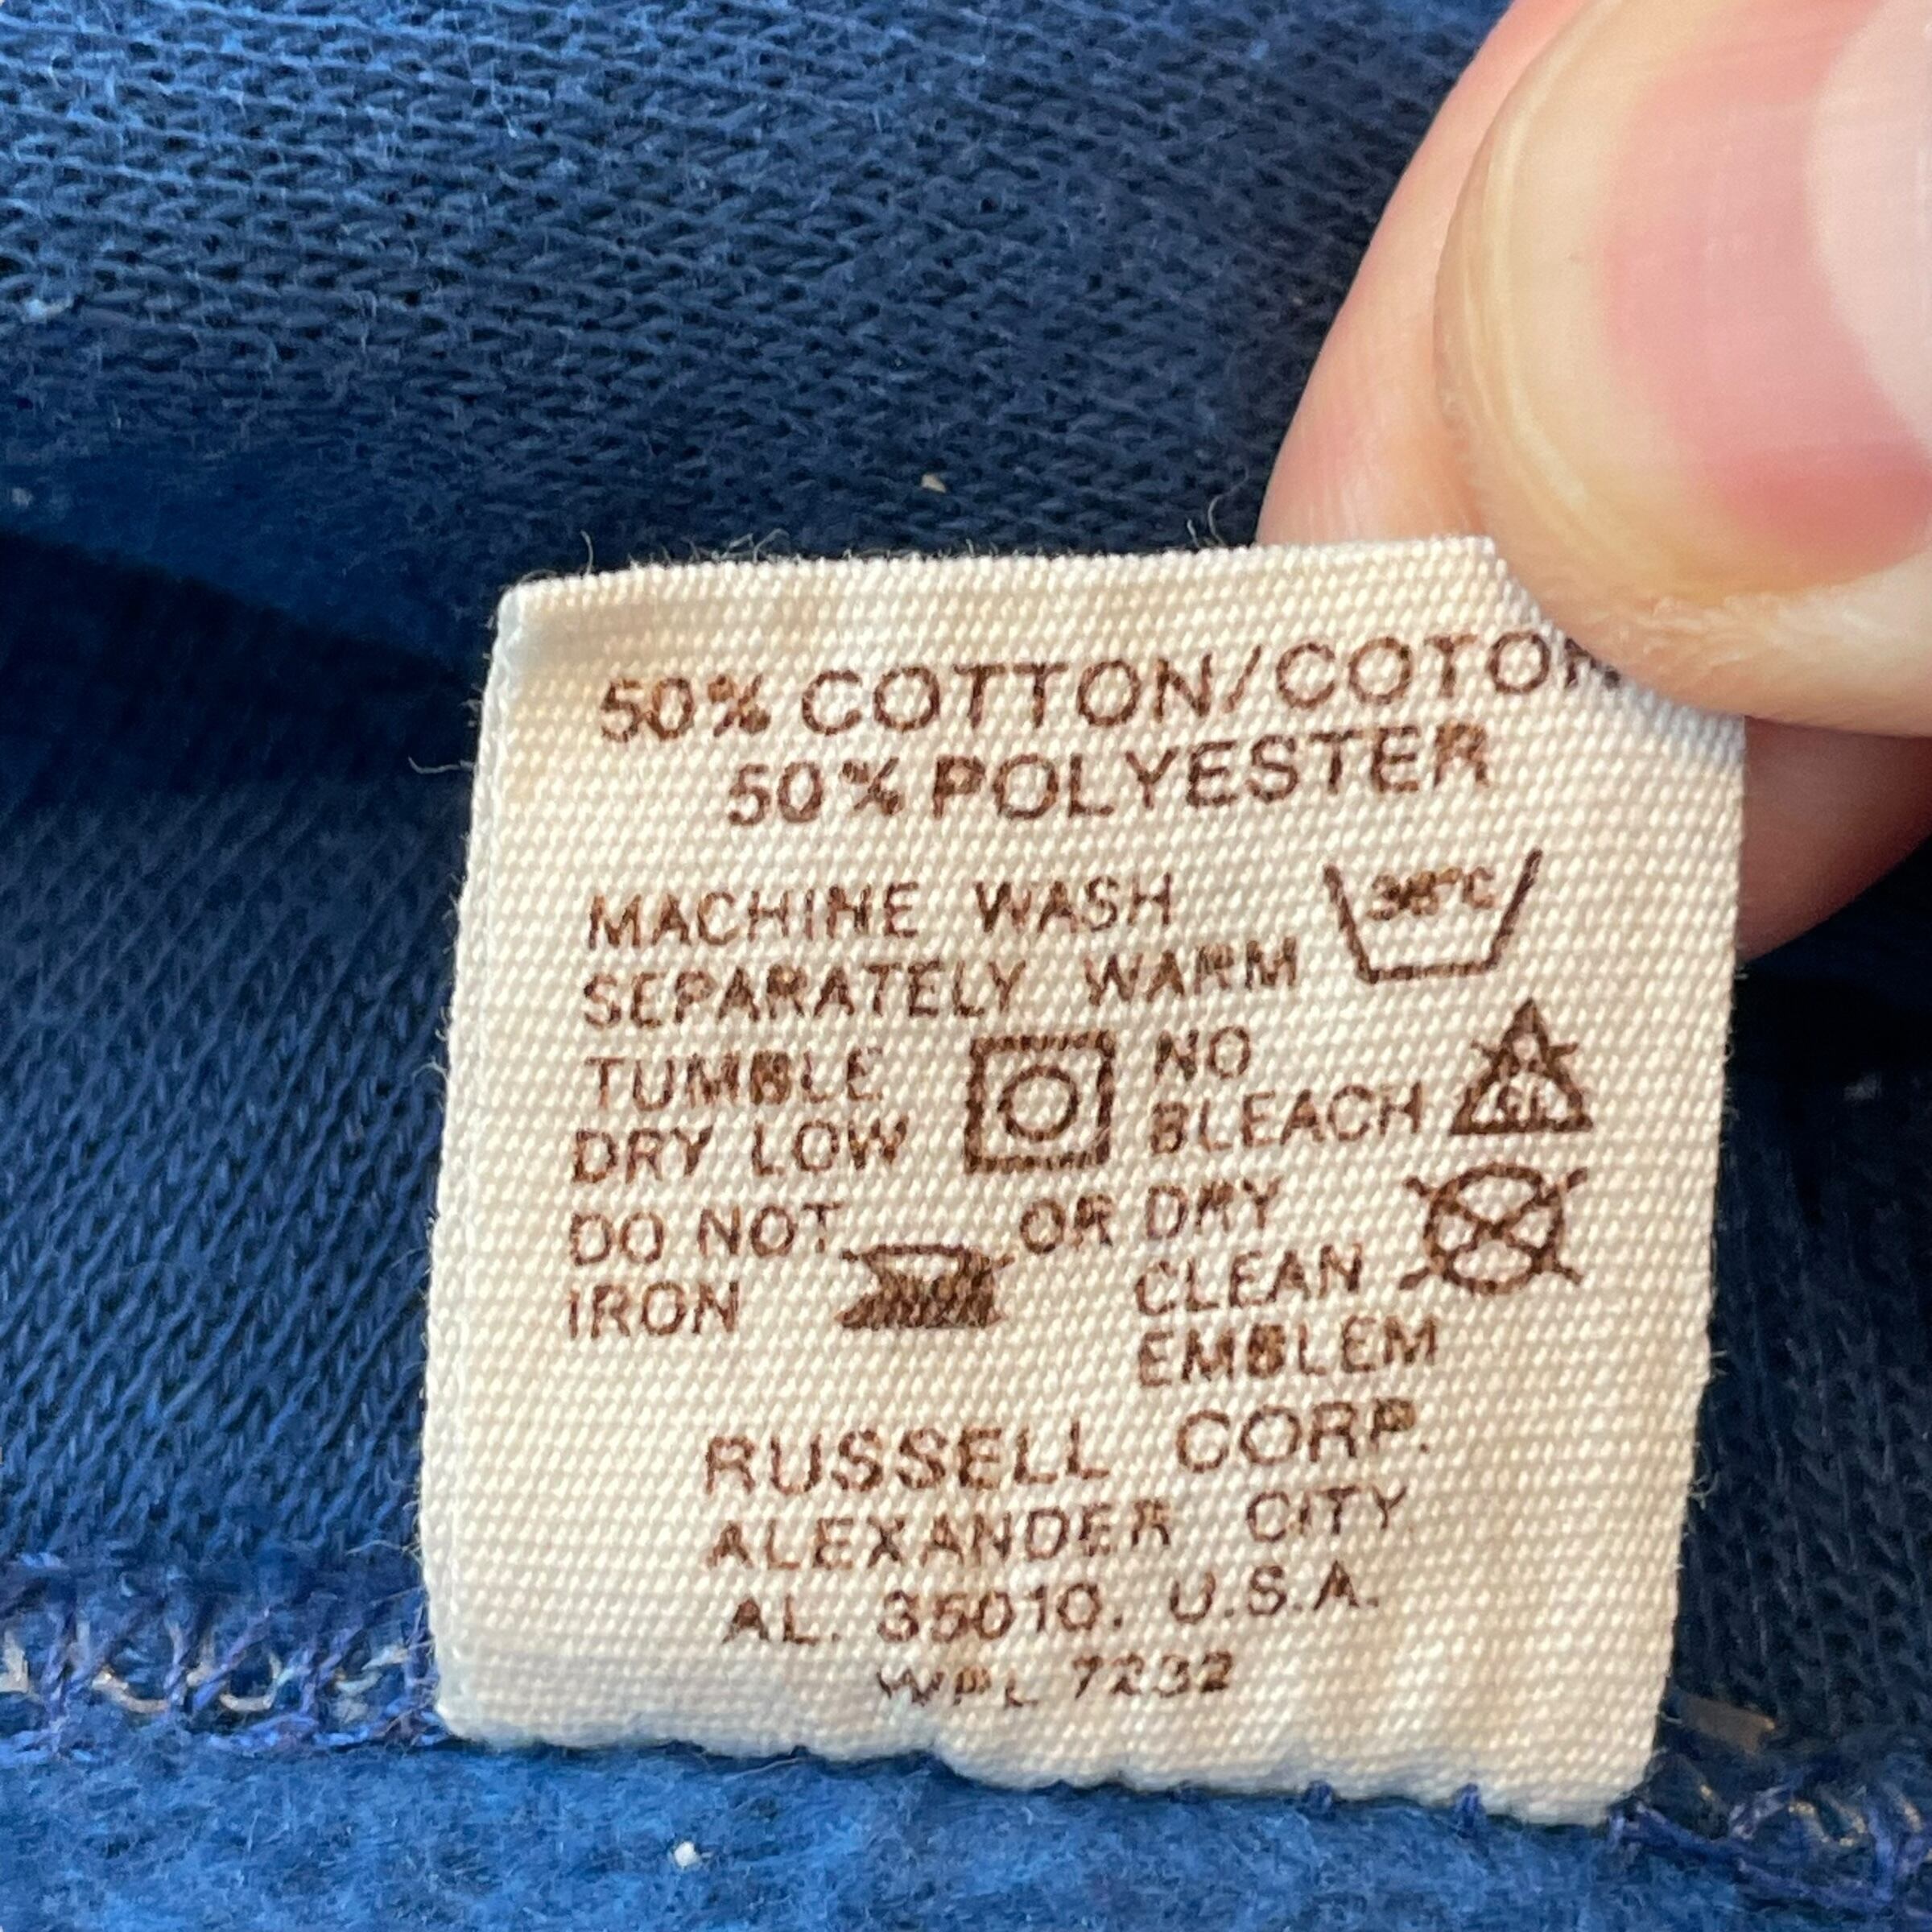 50% COTTON/COTON
50% POLYESTER
MACHINE WASH
SEPARATELY WARM
TUMBLE
DRY LOW
NO
BLEACH
DO NOT
IRON
OR DRY
CLEAN
EMBLEM
RUSSELL CORP.
ALEXANDER CITY
AL. 35010. U.S.A.
WPL 7232